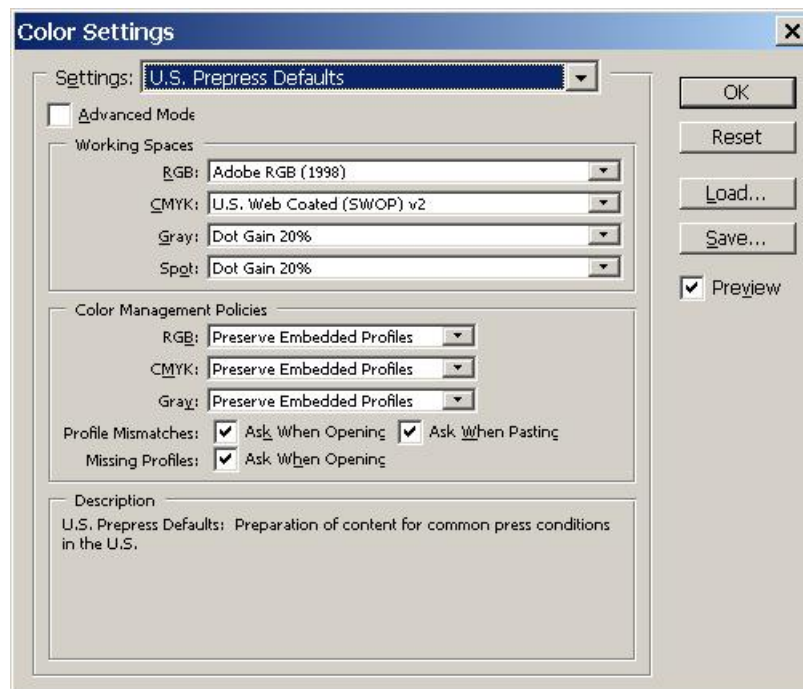 Color Settings
Settings: U.S. Prepress Defaults
Advanced Mode
Working Spaces
RGB: Adobe RGB (1998)
CMYK: U.S. Web Coated (SWOP) v2
Gray: Dot Gain 20%
Spot: Dot Gain 20%
Color Management Policies
RGB: Preserve Embedded Profiles
CMYK: Preserve Embedded Profiles
Gray: Preserve Embedded Profiles
Profile Mismatches: Ask When Opening Ask When Pasting
Missing Profiles: Ask When Opening
Description
U.S. Prepress Defaults: Preparation of content for common press conditions
in the U.S.
OK
Reset
Load...
Save...
Preview